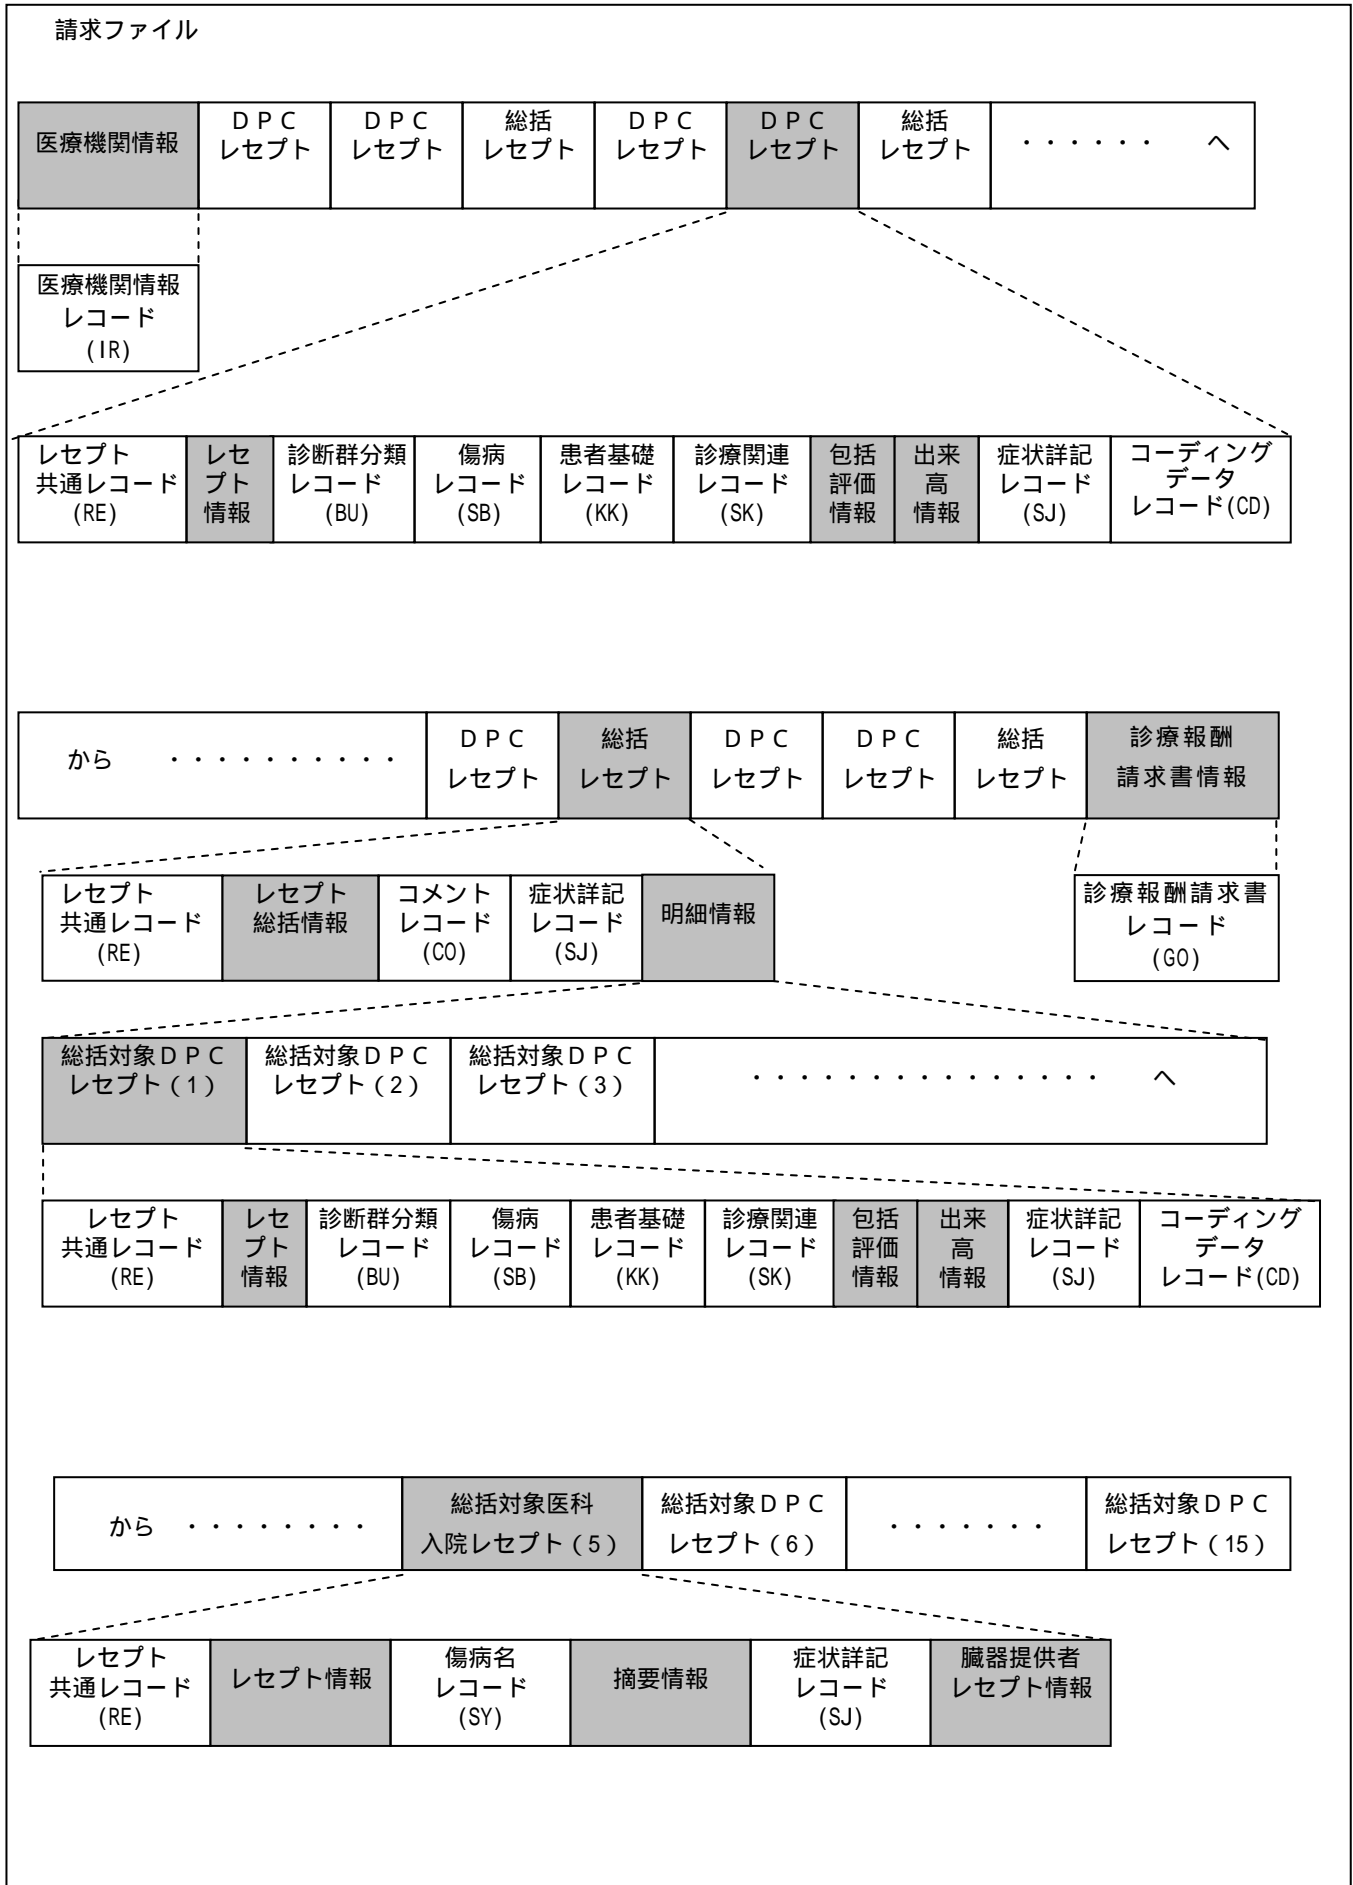 請求ファイル
医療機関情報
ＤＰＣ
レセプト
ＤＰＣ
レセプト
総括
レセプト
ＤＰＣ
レセプト
ＤＰＣ
レセプト
総括
レセプト
・・・・・・ へ
医療機関情報
レコード
(IR)
レセプト
共通レコード
(RE)
レセ
プト
情報
診断群分類
レコード
(BU)
傷病
レコード
(SB)
患者基礎
レコード
(KK)
診療関連
レコード
(SK)
包括
評価
情報
出来
高
情報
症状詳記
レコード
(SJ)
コーディング
データ
レコード(CD)
から ・・・・・・・・・・
ＤＰＣ
レセプト
総括
レセプト
ＤＰＣ
レセプト
ＤＰＣ
レセプト
総括
レセプト
診療報酬
請求書情報
レセプト
共通レコード
(RE)
レセプト
総括情報
コメント
レコード
(CO)
症状詳記
レコード
(SJ)
明細情報
診療報酬請求書
レコード
(GO)
総括対象ＤＰＣ
レセプト（1）
総括対象ＤＰＣ
レセプト（2）
総括対象ＤＰＣ
レセプト（3）
・・・・・・・・・・・・・・・ へ
レセプト
共通レコード
(RE)
レセ
プト
情報
診断群分類
レコード
(BU)
傷病
レコード
(SB)
患者基礎
レコード
(KK)
診療関連
レコード
(SK)
包括
評価
情報
出来
高
情報
症状詳記
レコード
(SJ)
コーディング
データ
レコード(CD)
から ・・・・・・・・
総括対象医科
入院レセプト（5）
総括対象ＤＰＣ
レセプト（6）
・・・・・・・
総括対象ＤＰＣ
レセプト（15）
レセプト
共通レコード
(RE)
レセプト情報
傷病名
レコード
(SY)
摘要情報
症状詳記
レコード
(SJ)
臓器提供者
レセプト情報